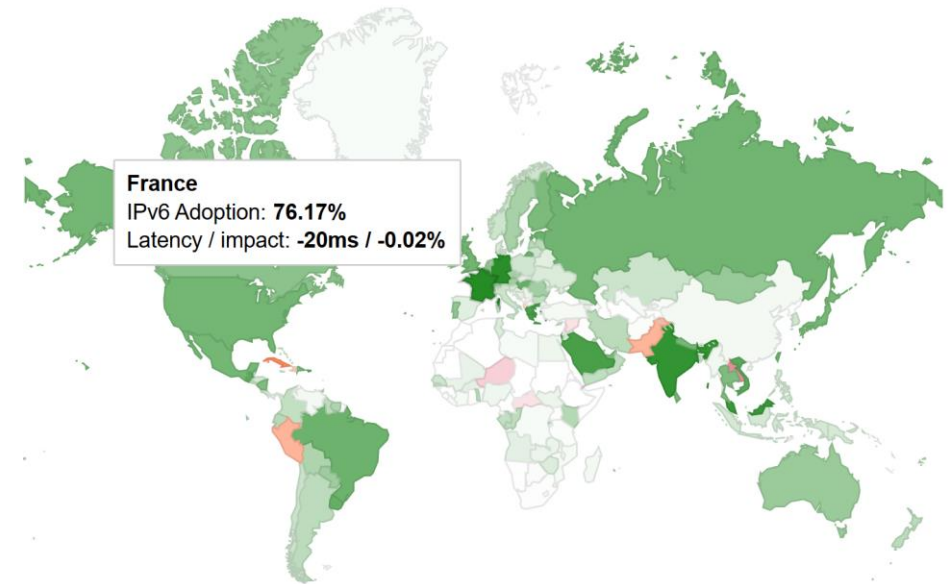 France
IPv6 Adoption: 76.17%
Latency / impact: -20ms / -0.02%